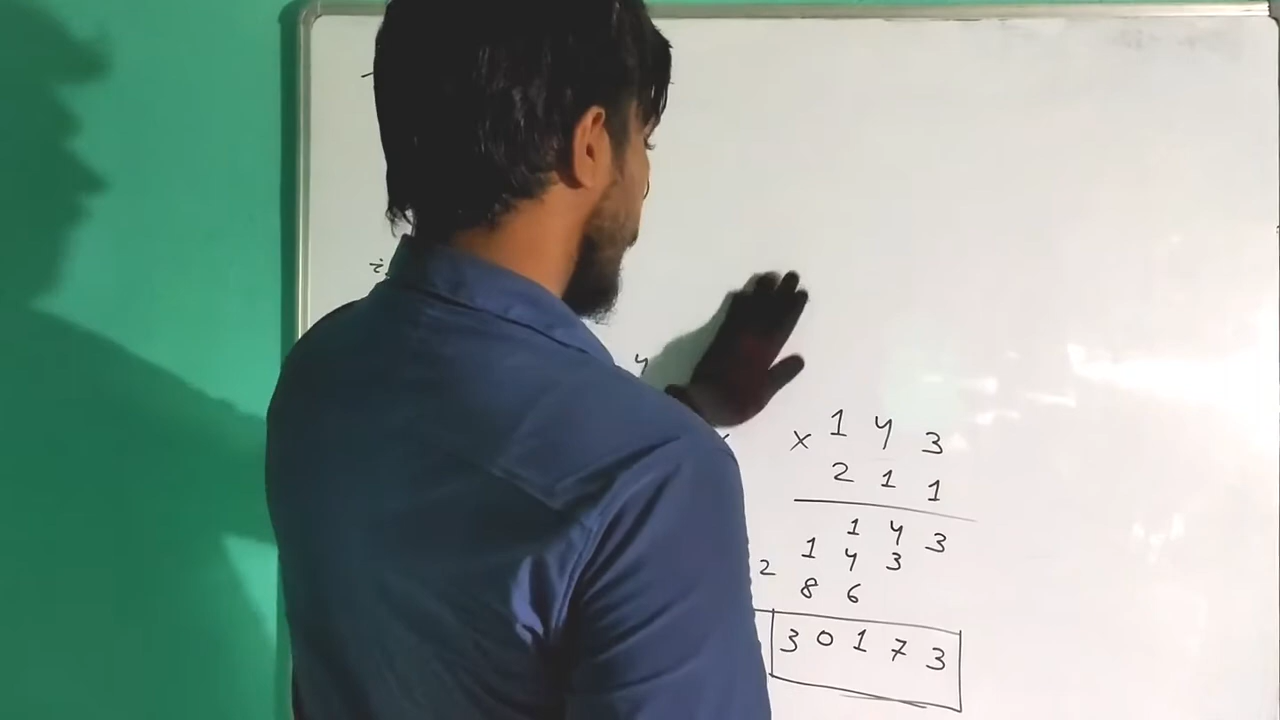 × 1 4 3
2 1 1
1 4 3
1 4 3
2 8 6
3 0 1 7 3